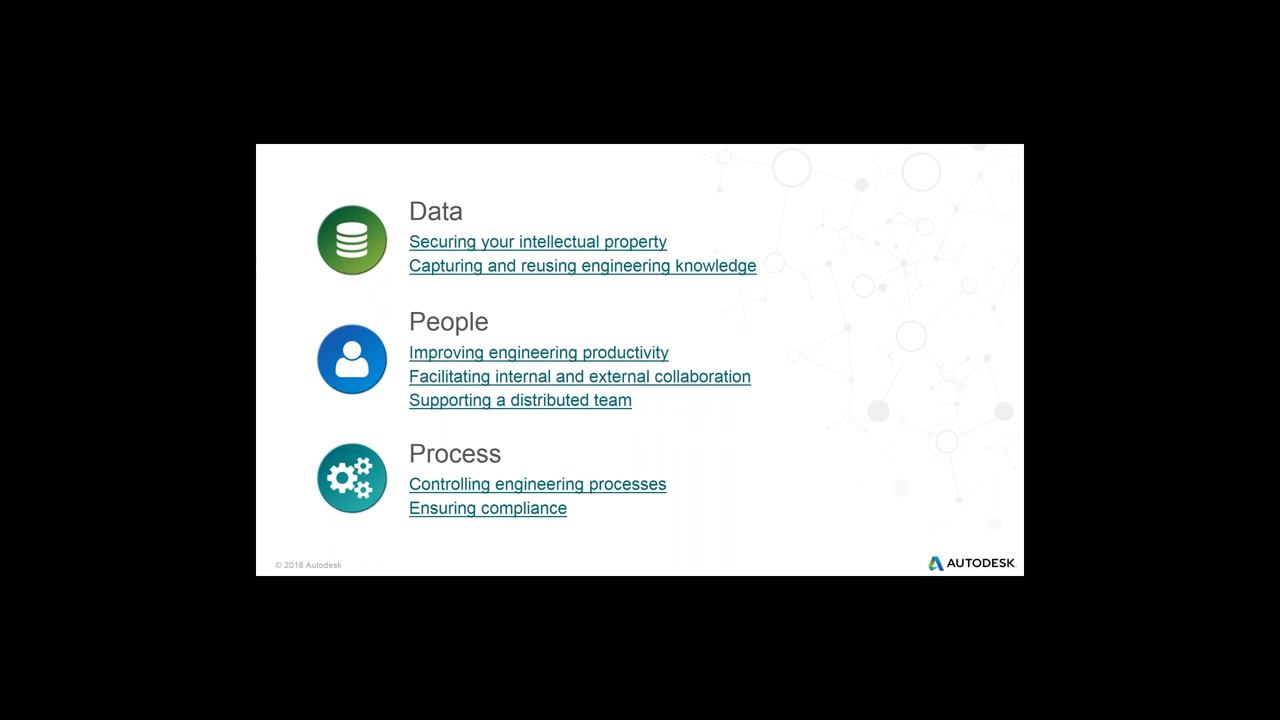 Data
Securing your intellectual property
Capturing and reusing engineering knowledge
People
Improving engineering productivity
Facilitating internal and external collaboration
Supporting a distributed team
Process
Controlling engineering processes
Ensuring compliance
© 2018 Autodesk
AUTODESK.